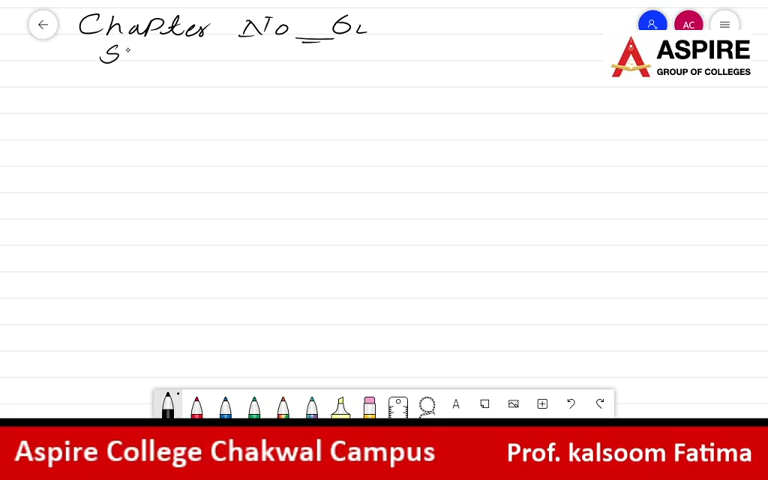 Chapter No _ 6
S
AC
ASPIRE
GROUP OF COLLEGES
A
Aspire College Chakwal Campus
Prof. kalsoom Fatima